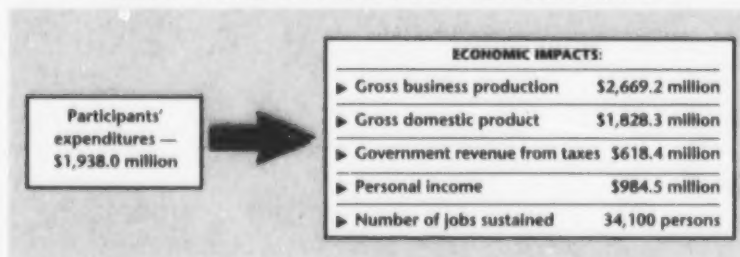 Participants'
expenditures —
$1,938.0 million
ECONOMIC IMPACTS:
▶ Gross business production $2,669.2 million
▶ Gross domestic product $1,828.3 million
▶ Government revenue from taxes $618.4 million
▶ Personal income $984.5 million
▶ Number of jobs sustained 34,100 persons